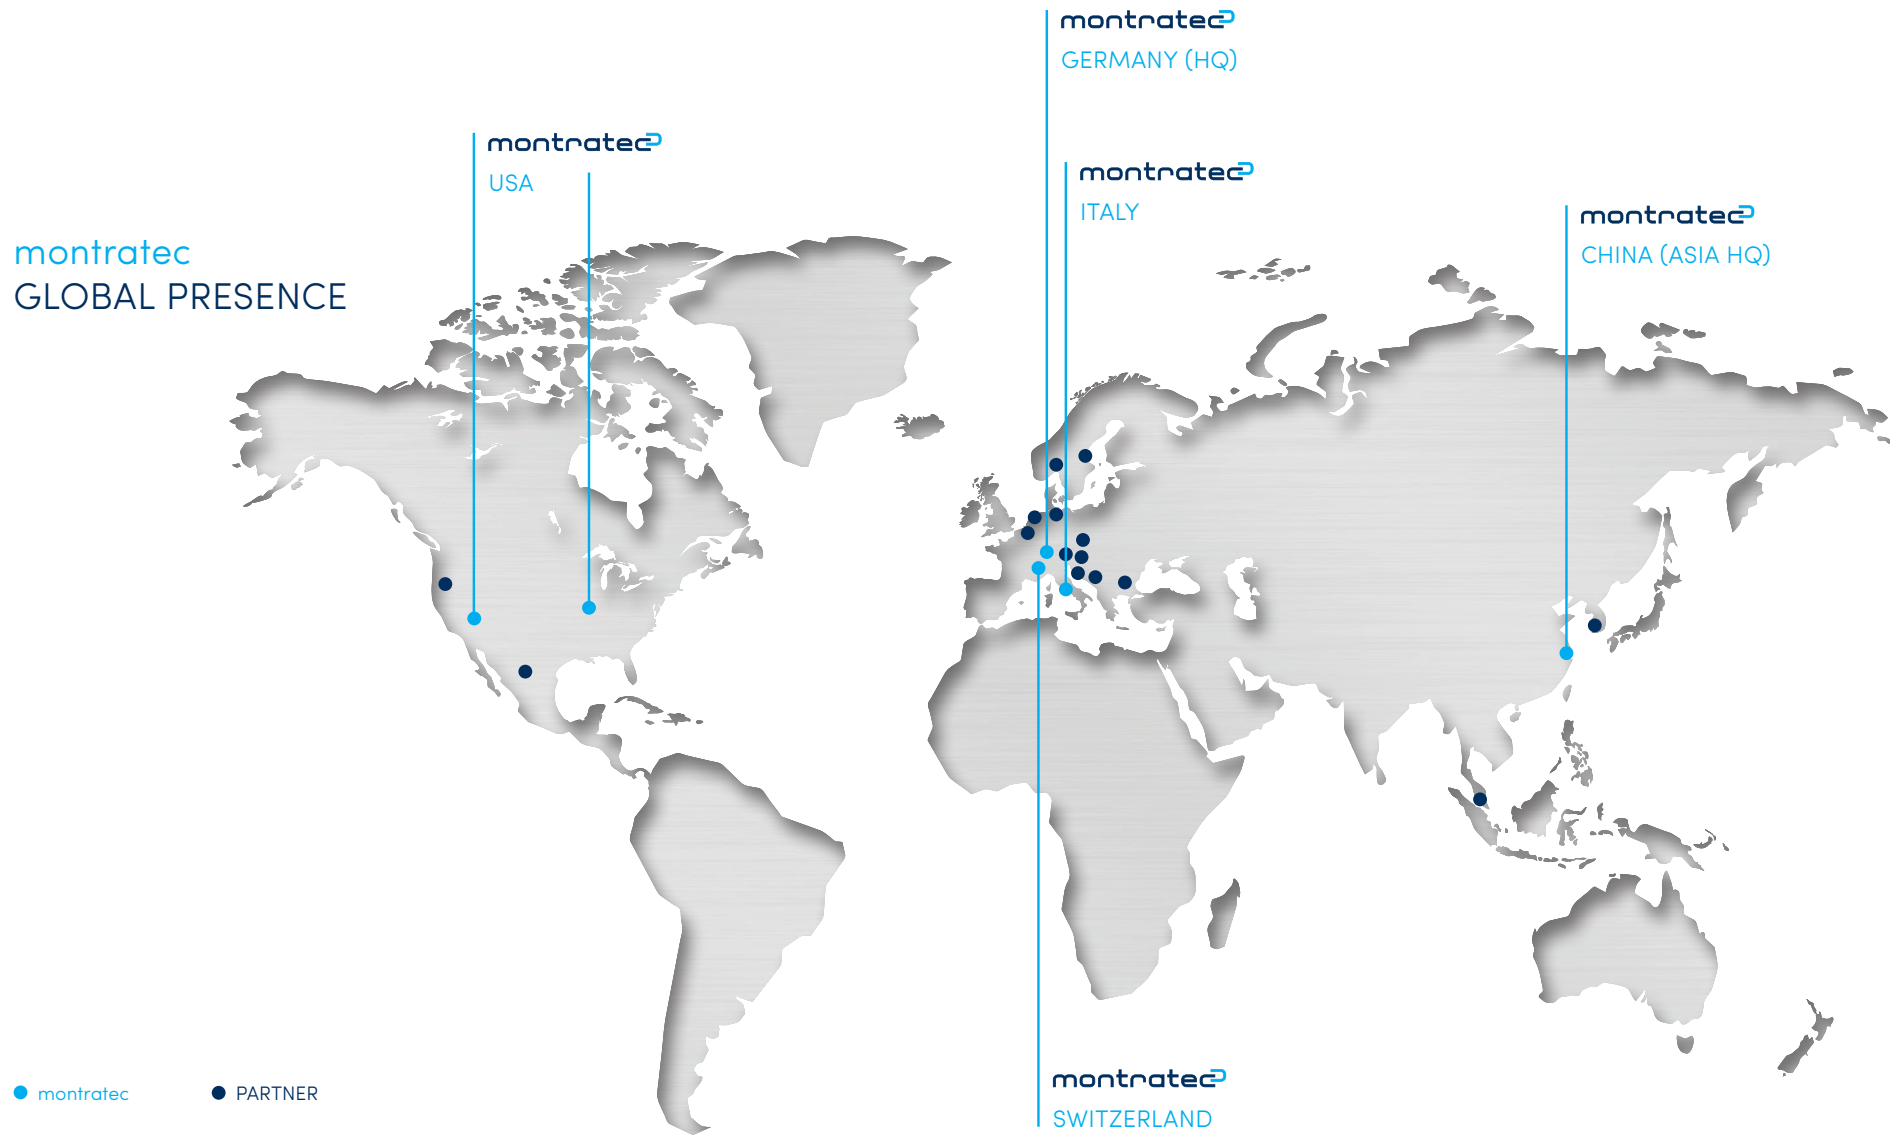 montratec
GERMANY (HQ)
montratec
USA
montratec
ITALY
montratec
CHINA (ASIA HQ)
montratec
GLOBAL PRESENCE
montratec
SWITZERLAND
montratec
PARTNER